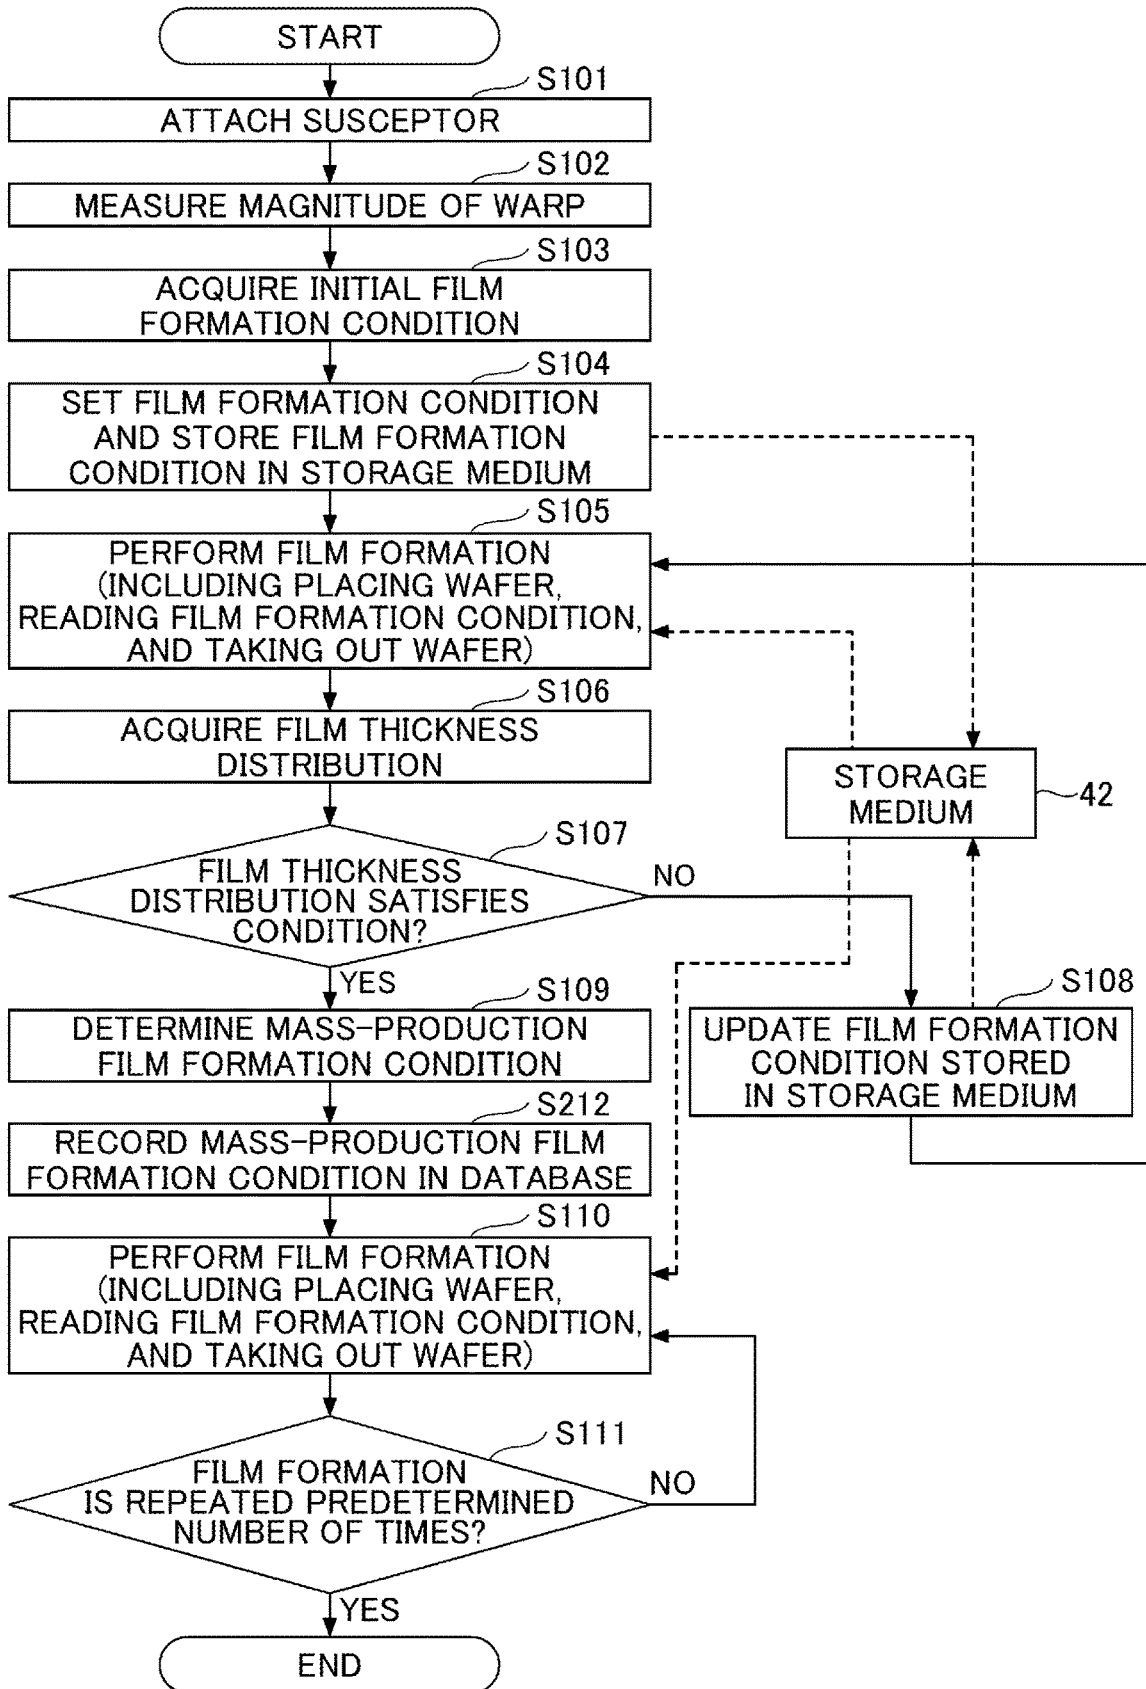 START
S101
ATTACH SUSCEPTOR
S102
MEASURE MAGNITUDE OF WARP
S103
ACQUIRE INITIAL FILM
FORMATION CONDITION
S104
SET FILM FORMATION CONDITION
AND STORE FILM FORMATION
CONDITION IN STORAGE MEDIUM
S105
PERFORM FILM FORMATION
(INCLUDING PLACING WAFER,
READING FILM FORMATION CONDITION,
AND TAKING OUT WAFER)
S106
ACQUIRE FILM THICKNESS
DISTRIBUTION
STORAGE
MEDIUM
42
S107
FILM THICKNESS
DISTRIBUTION SATISFIES
CONDITION?
NO
YES
S108
UPDATE FILM FORMATION
CONDITION STORED
IN STORAGE MEDIUM
S109
DETERMINE MASS-PRODUCTION
FILM FORMATION CONDITION
S212
RECORD MASS-PRODUCTION FILM
FORMATION CONDITION IN DATABASE
S110
PERFORM FILM FORMATION
(INCLUDING PLACING WAFER,
READING FILM FORMATION CONDITION,
AND TAKING OUT WAFER)
S111
FILM FORMATION
IS REPEATED PREDETERMINED
NUMBER OF TIMES?
NO
YES
END